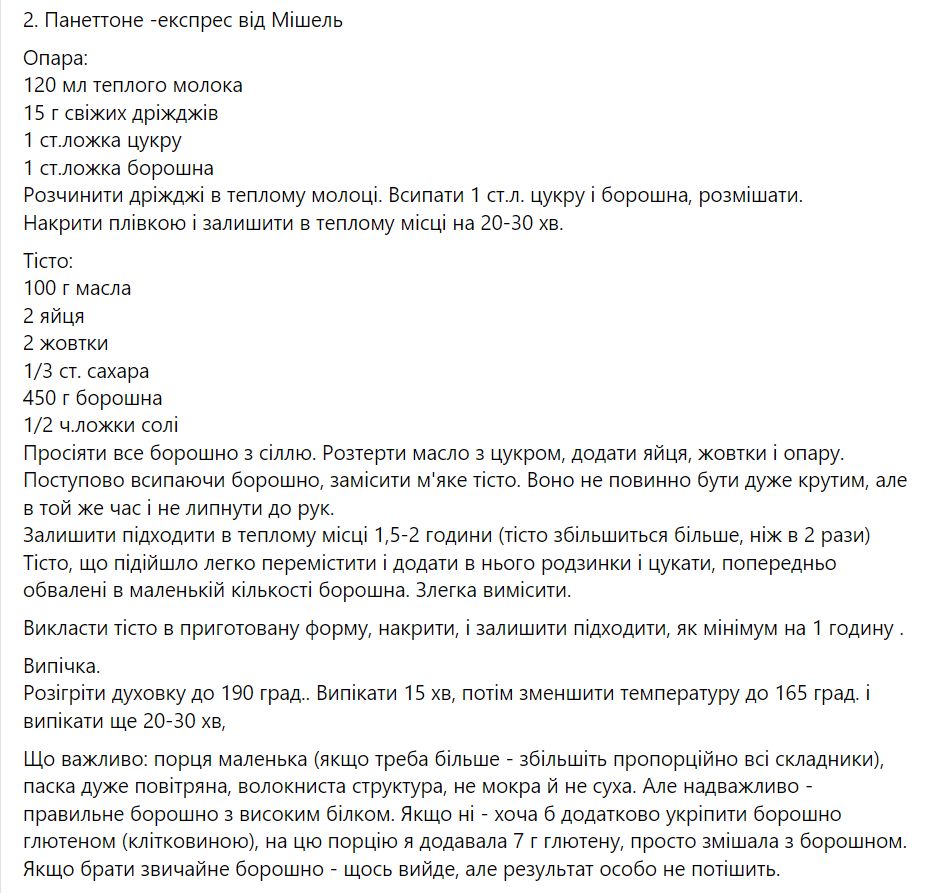 2. Панеттоне -експрес від Мішель
Опара:
120 мл теплого молока
15 г свіжих дріжджів
1 ст.ложка цукру
1 ст.ложка борошна
Розчинити дріжджі в теплому молоці. Всипати 1 ст.л. цукру і борошна, розмішати.
Накрити плівкою і залишити в теплому місці на 20-30 хв.
Тісто:
100 г масла
2 яйця
2 жовтки
1/3 ст. сахара
450 г борошна
1/2 ч.ложки солі
Просіяти все борошно з сіллю. Розтерти масло з цукром, додати яйця, жовтки і опару.
Поступово всипаючи борошно, замісити м'яке тісто. Воно не повинно бути дуже крутим, але
в той же час і не липнути до рук.
Залишити підходити в теплому місці 1,5-2 години (тісто збільшиться більше, ніж в 2 рази)
Тісто, що підійшло легко перемістити і додати в нього родзинки і цукати, попередньо
обвалені в маленькій кількості борошна. Злегка вимісити.
Викласти тісто в приготовану форму, накрити, і залишити підходити, як мінімум на 1 годину .
Випічка.
Розігріти духовку до 190 град.. Випікати 15 хв, потім зменшити температуру до 165 град. і
випікати ще 20-30 хв,
Що важливо: порця маленька (якщо треба більше - збільшіть пропорційно всі складники),
паска дуже повітряна, волокниста структура, не мокра й не суха. Але надважливо -
правильне борошно з високим білком. Якщо ні - хоча б додатково укріпити борошно
глютеном (клітковиною), на цю порцію я додавала 7 г глютену, просто змішала з борошном.
Якщо брати звичайне борошно - щось вийде, але результат особо не потішить.